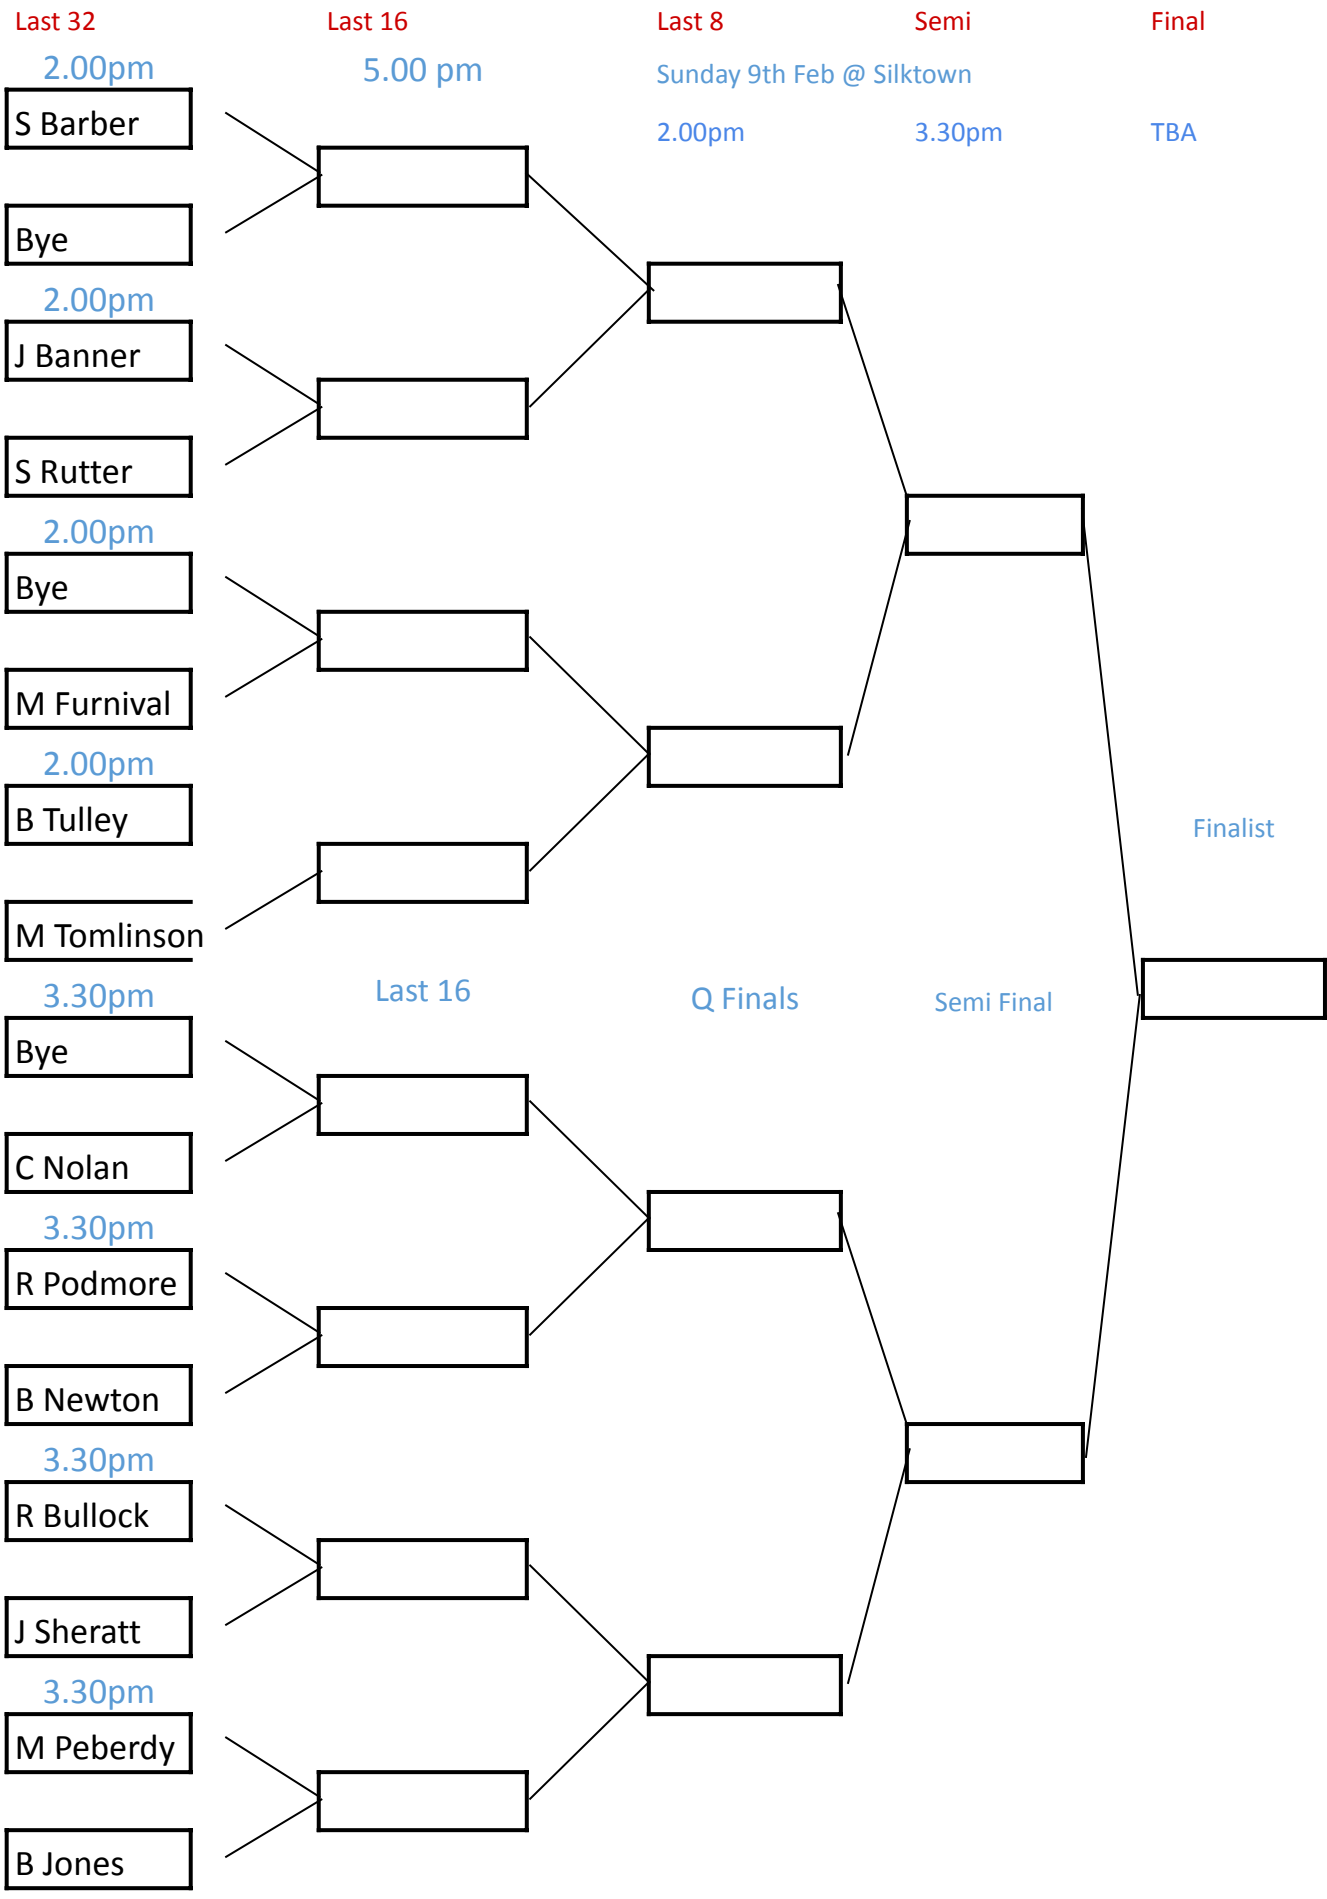 Last 32 Last 16 Last 8 Semi Final
2.00pm 5.00 pm Sunday 9th Feb @ Silktown
S Barber 2.00pm 3.30pm TBA
Bye
2.00pm
J Banner
S Rutter
2.00pm
Bye
M Furnival
2.00pm
B Tulley Finalist
M Tomlinson
3.30pm Last 16 Q Finals Semi Final
Bye
C Nolan
3.30pm
R Podmore
B Newton
3.30pm
R Bullock
J Sheratt
3.30pm
M Peberdy
B Jones